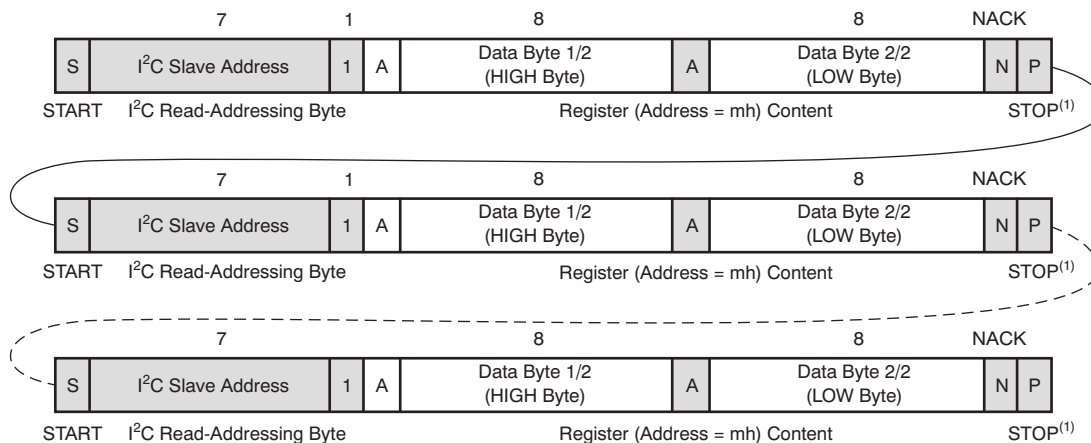 7 1 8 8 NACK
S I²C Slave Address 1 A Data Byte 1/2 A Data Byte 2/2 N P
(HIGH Byte) (LOW Byte)
START I²C Read-Addressing Byte Register (Address = mh) Content STOP⁽¹⁾
7 1 8 8 NACK
S I²C Slave Address 1 A Data Byte 1/2 A Data Byte 2/2 N P
(HIGH Byte) (LOW Byte)
START I²C Read-Addressing Byte Register (Address = mh) Content STOP⁽¹⁾
7 1 8 8 NACK
S I²C Slave Address 1 A Data Byte 1/2 A Data Byte 2/2 N P
(HIGH Byte) (LOW Byte)
START I²C Read-Addressing Byte Register (Address = mh) Content STOP⁽¹⁾